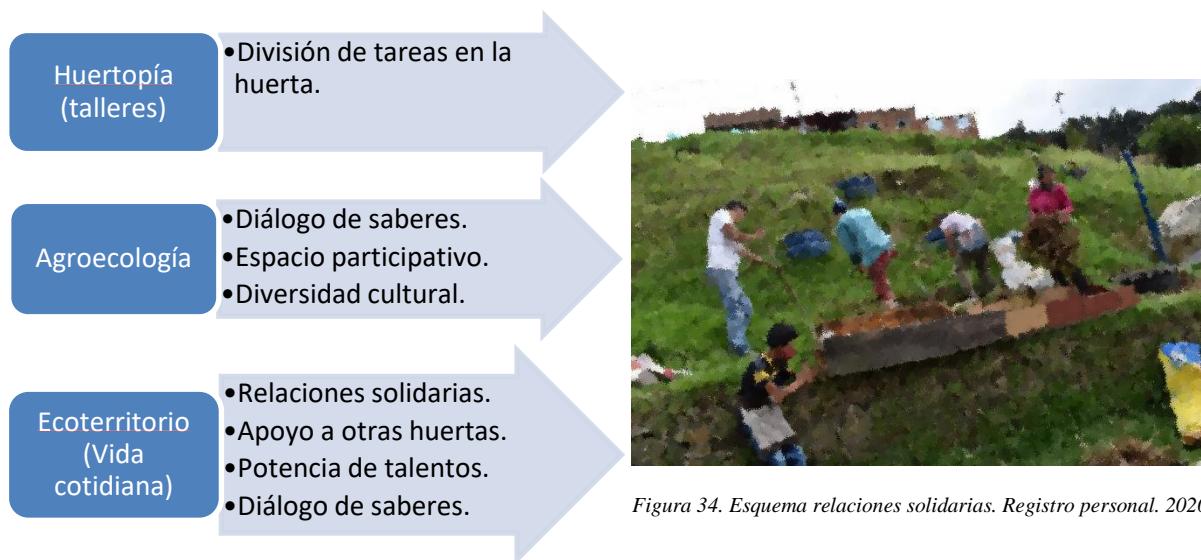 Huertopía
(talleres)
•División de tareas en la
huerta.
Agroecología
•Diálogo de saberes.
•Espacio participativo.
•Diversidad cultural.
Ecoterritorio
(Vida
cotidiana)
•Relaciones solidarias.
•Apoyo a otras huertas.
•Potencia de talentos.
•Diálogo de saberes.
Figura 34. Esquema relaciones solidarias. Registro personal. 2020